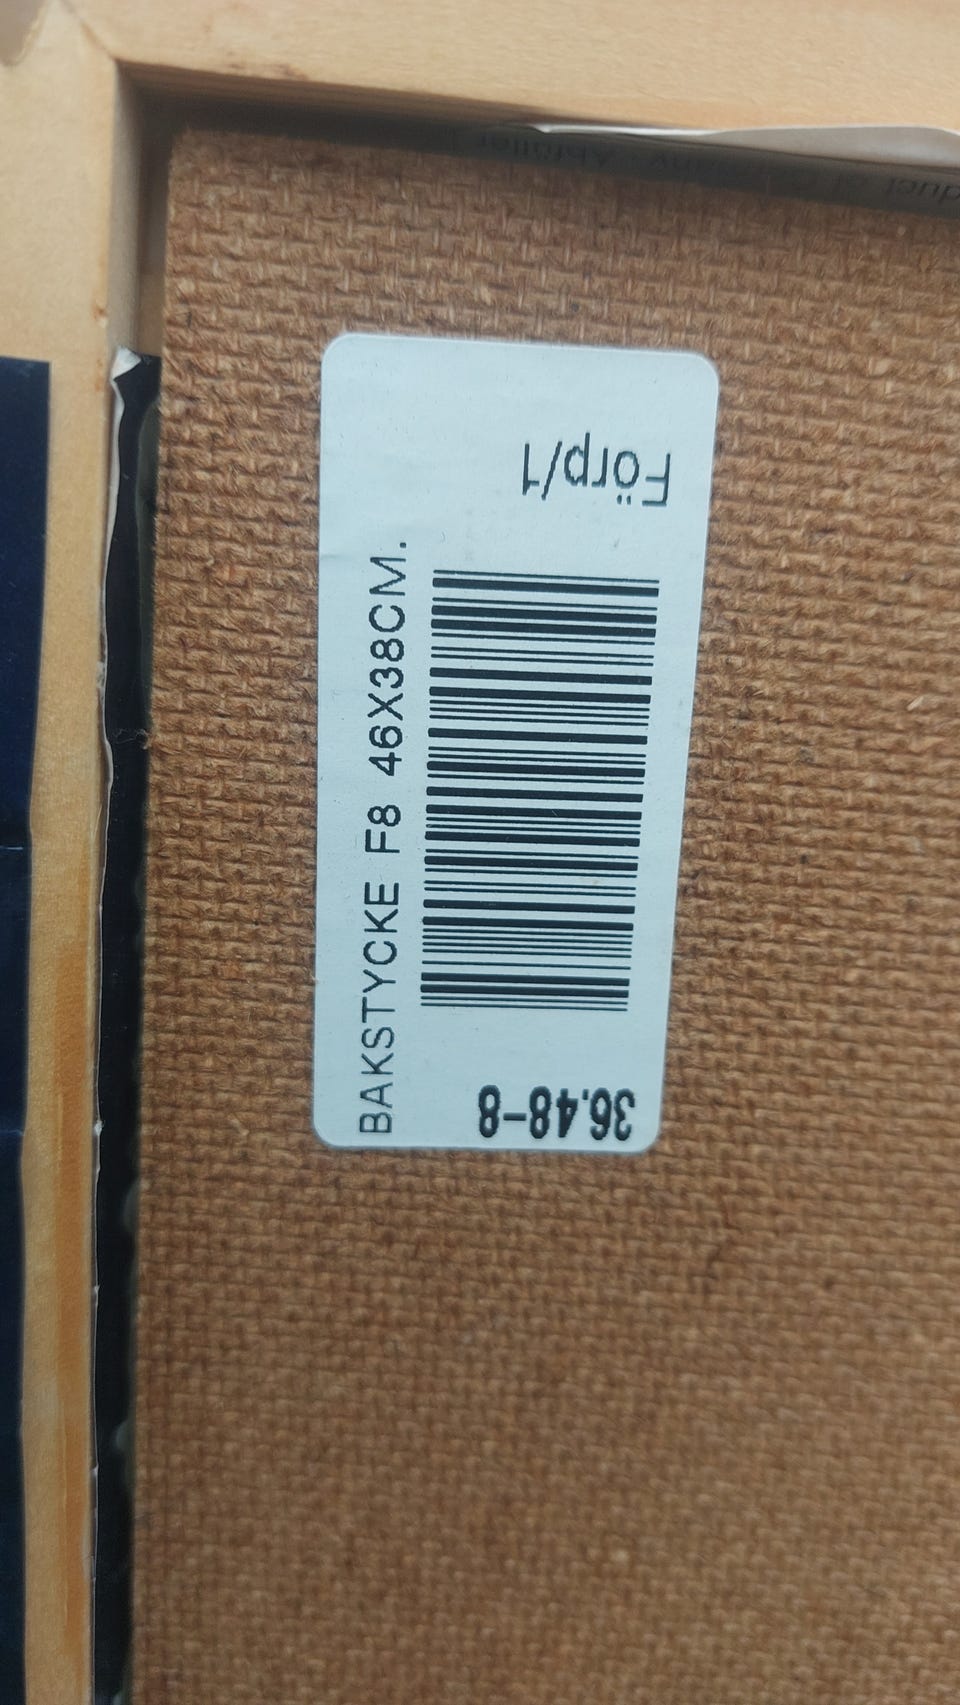 BAKSTYCKE F8 46X38CM.
Förp/1
36.48-8